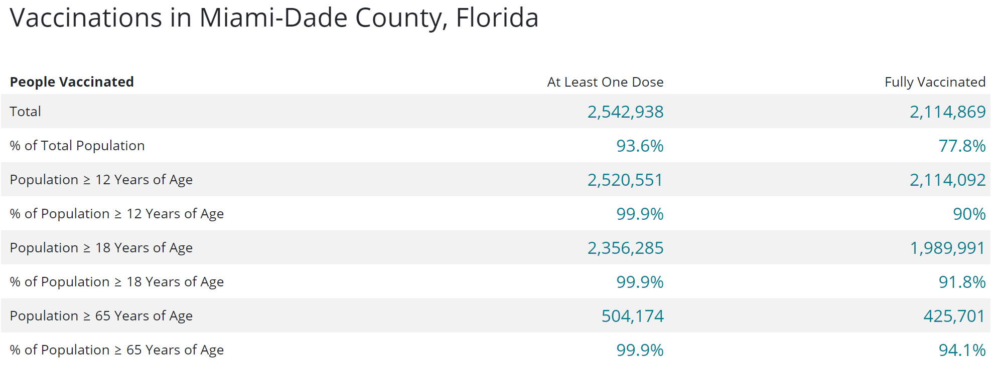 Vaccinations in Miami-Dade County, Florida
People Vaccinated At Least One Dose Fully Vaccinated
Total 2,542,938 2,114,869
% of Total Population 93.6% 77.8%
Population ≥ 12 Years of Age 2,520,551 2,114,092
% of Population ≥ 12 Years of Age 99.9% 90%
Population ≥ 18 Years of Age 2,356,285 1,989,991
% of Population ≥ 18 Years of Age 99.9% 91.8%
Population ≥ 65 Years of Age 504,174 425,701
% of Population ≥ 65 Years of Age 99.9% 94.1%